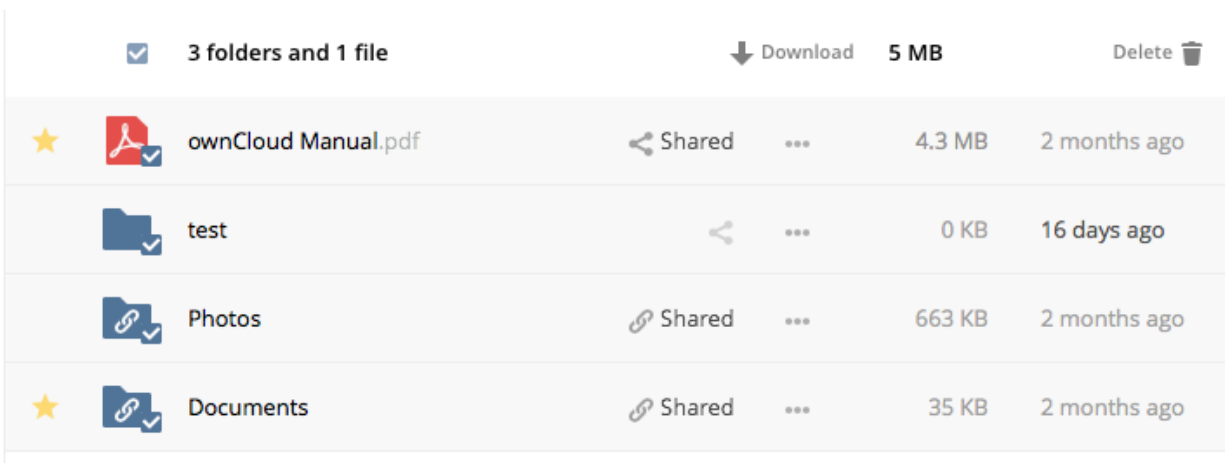 3 folders and 1 file Download 5 MB Delete
ownCloud Manual.pdf Shared ... 4.3 MB 2 months ago
test ... 0 KB 16 days ago
Photos Shared ... 663 KB 2 months ago
Documents Shared ... 35 KB 2 months ago